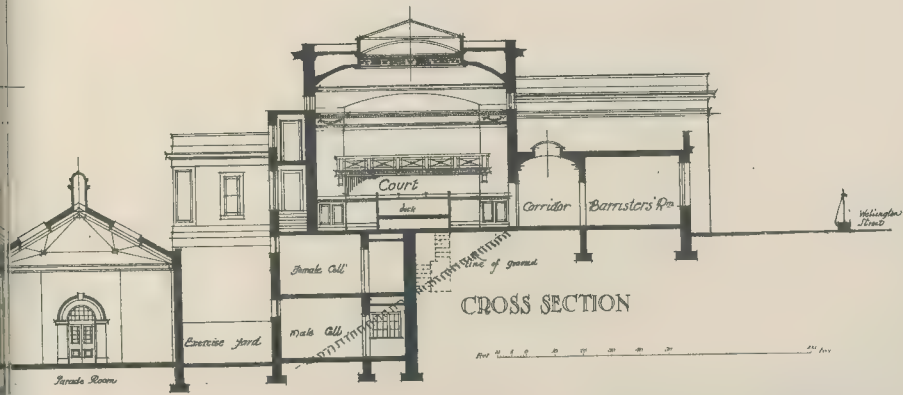 Court
dock
Corridor
Barristers' Rm
Wellington
Street
Female Cell
line of ground
Male Cell
CROSS SECTION
Exercise Yard
Parade Room
Feet